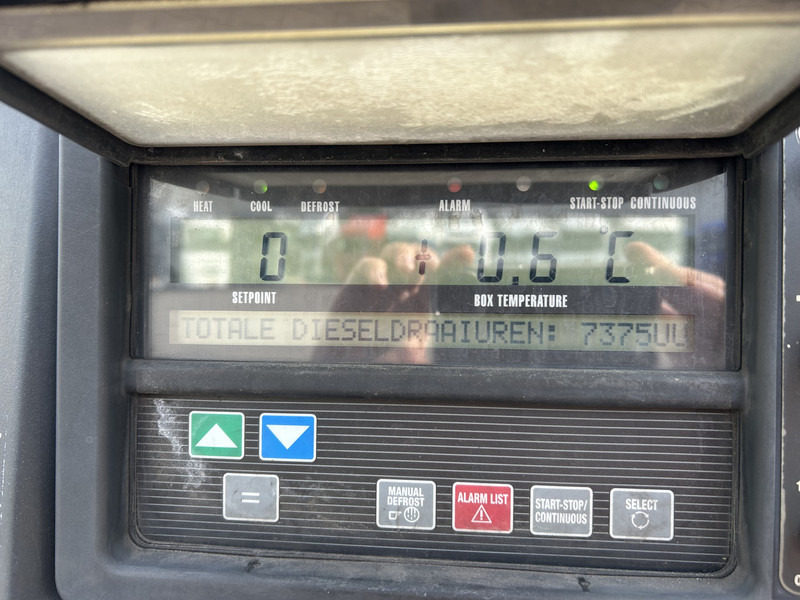 HEAT COOL DEFROST ALARM START-STOP CONTINUOUS
0 + 0.6 °C
SETPOINT BOX TEMPERATURE
TOTALE DIESELDRAAIUREN: 7375UU
=
MANUAL DEFROST
ALARM LIST
START-STOP/
CONTINUOUS
SELECT